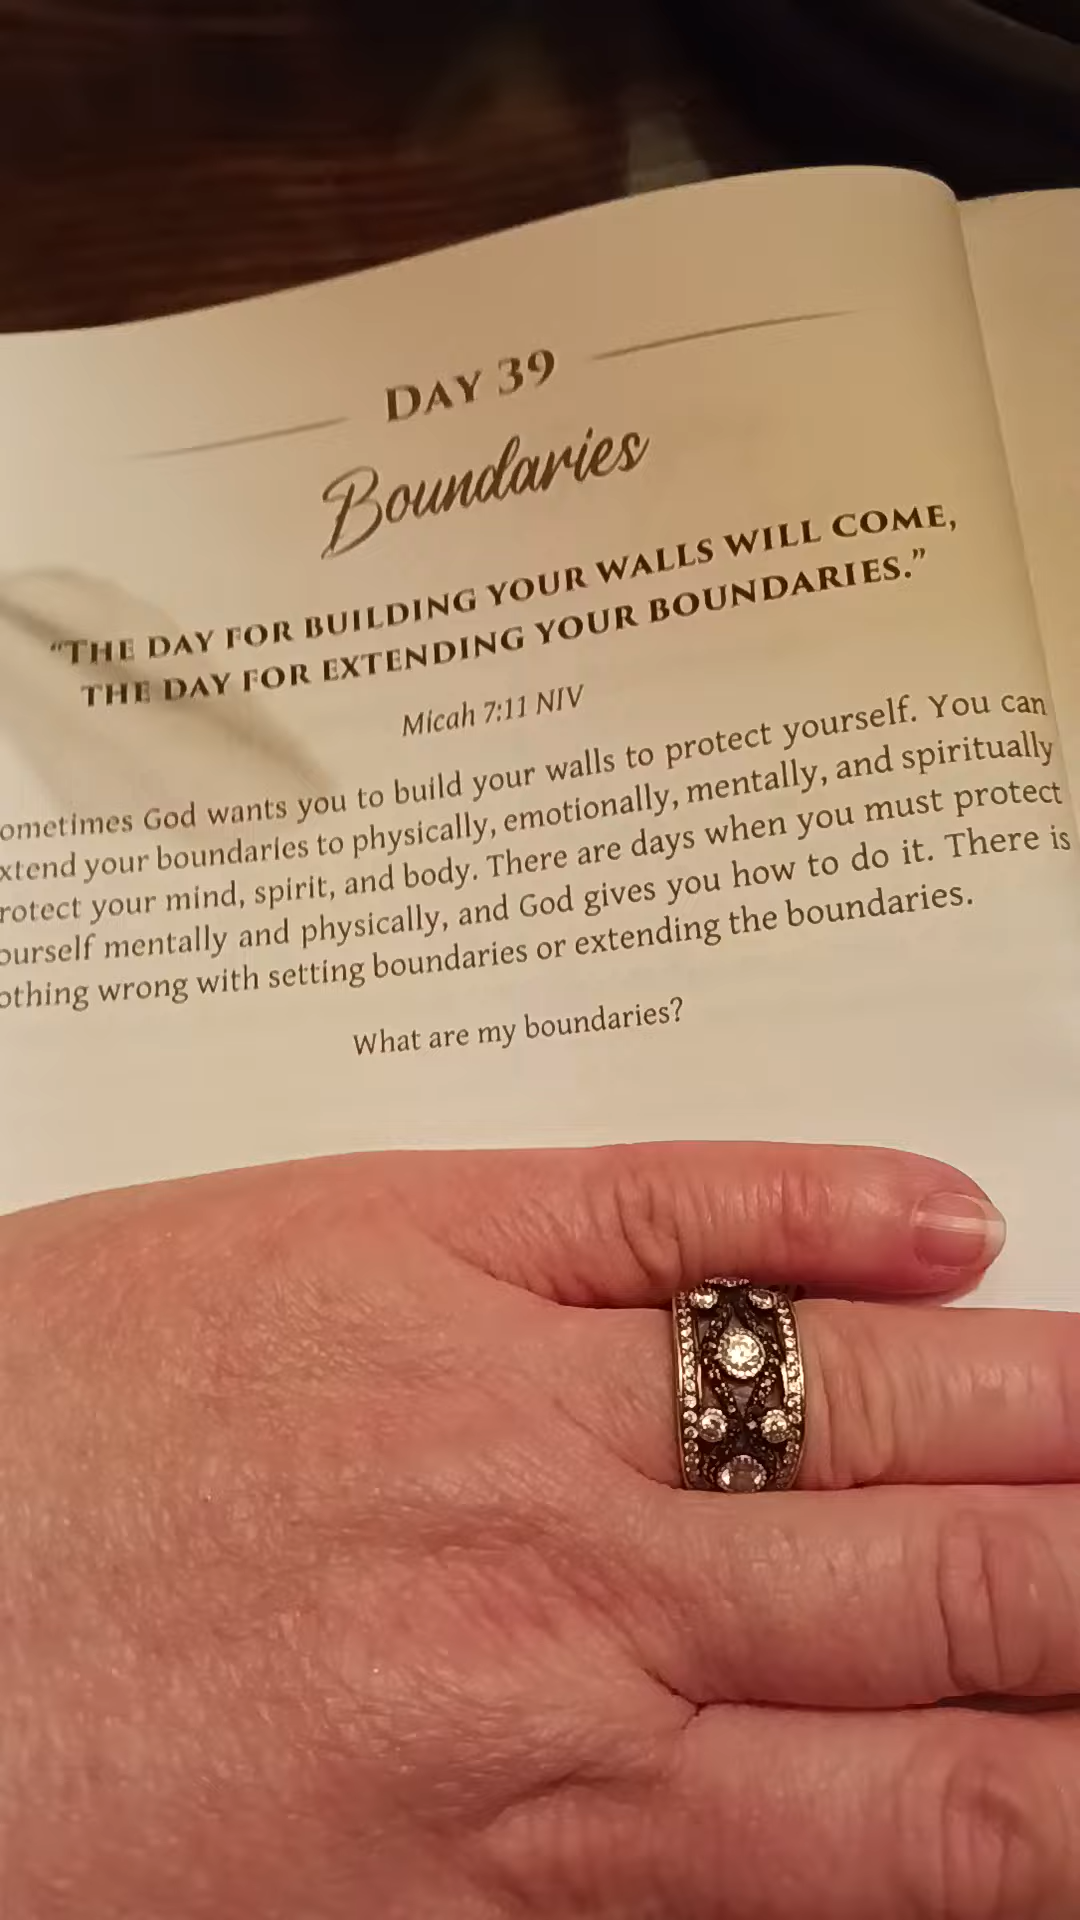 DAY 39
Boundaries
“THE DAY FOR BUILDING YOUR WALLS WILL COME,
THE DAY FOR EXTENDING YOUR BOUNDARIES.”
Micah 7:11 NIV
ometimes God wants you to build your walls to protect yourself. You can
xtend your boundaries to physically, emotionally, mentally, and spiritually
rotect your mind, spirit, and body. There are days when you must protect
ourself mentally and physically, and God gives you how to do it. There is
othing wrong with setting boundaries or extending the boundaries.
What are my boundaries?